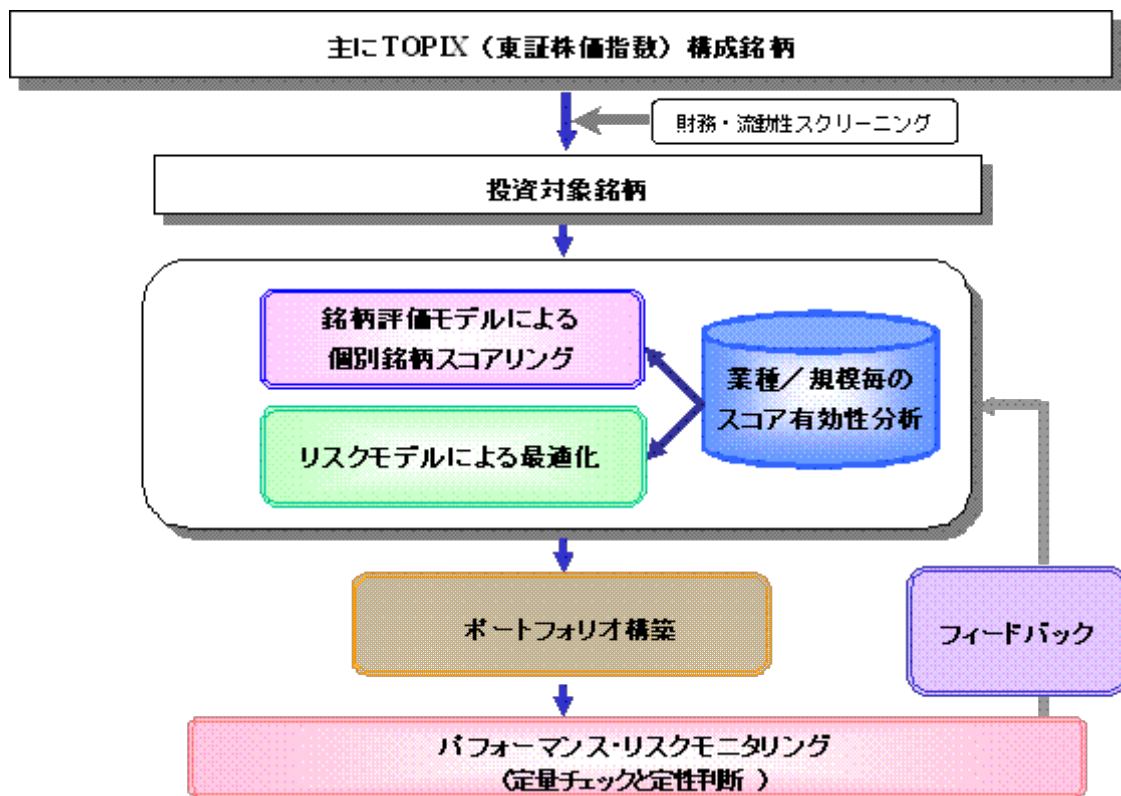 主にTOPIX（東証株価指数）構成銘柄
財務・流動性スクリーニング
投資対象銘柄
銘柄評価モデルによる
個別銘柄スコアリング
業種／規模毎の
スコア有効性分析
リスクモデルによる最適化
ポートフォリオ構築
フィードバック
パフォーマンス・リスクモニタリング
（定量チェックと定性判断 ）